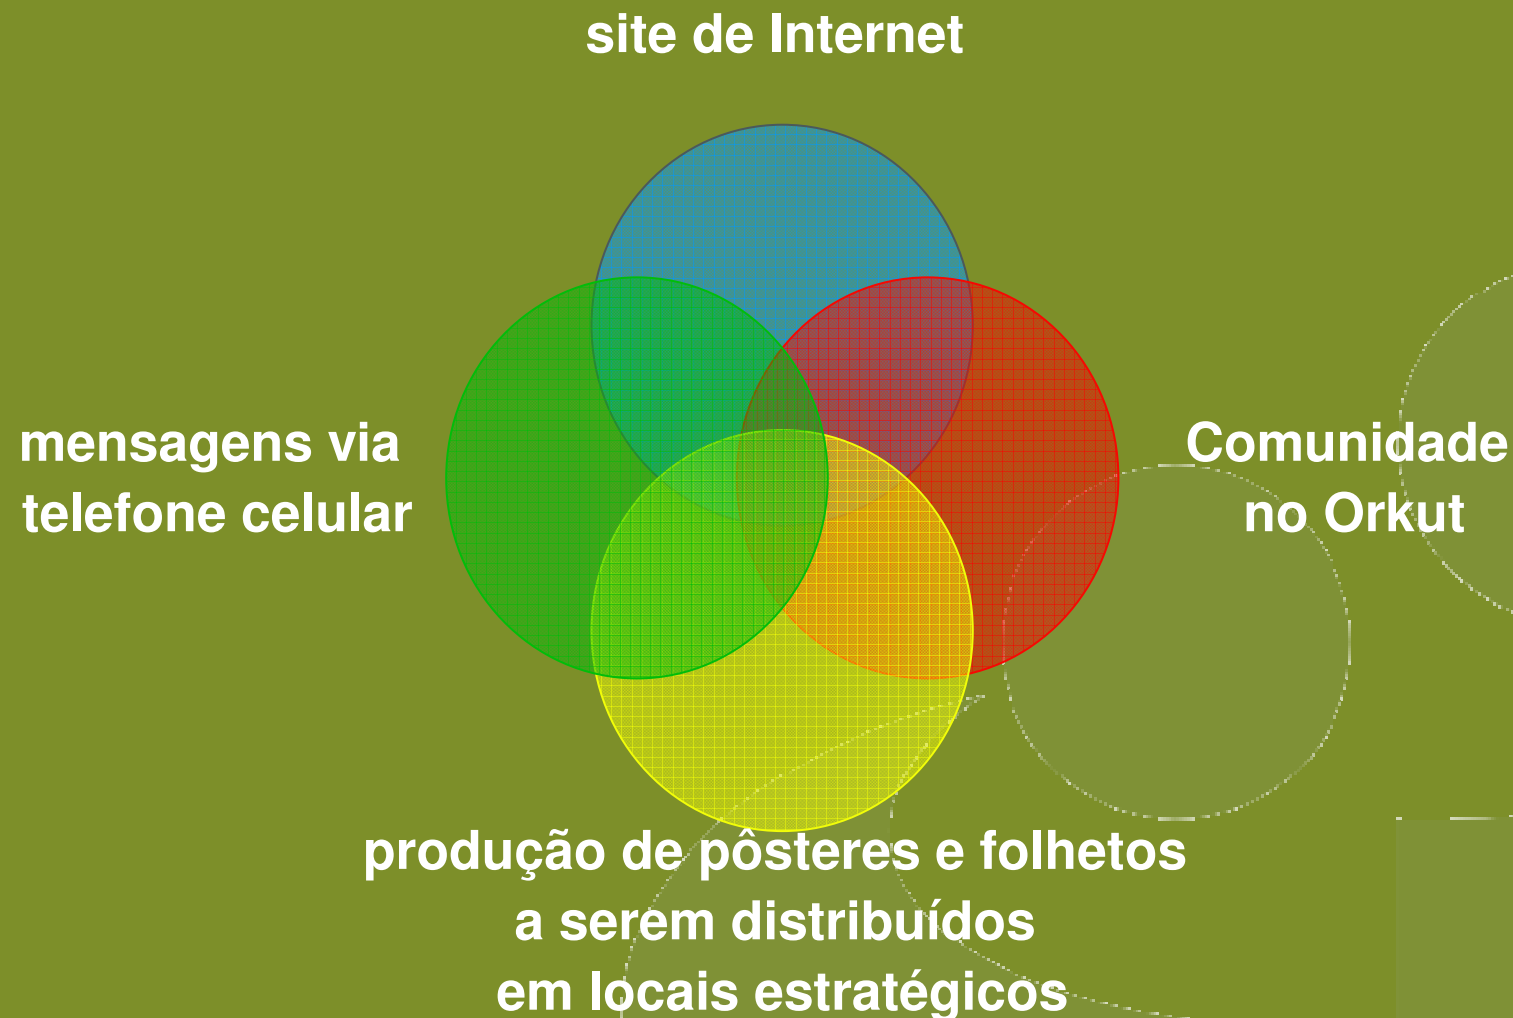 site de Internet
mensagens via
telefone celular
Comunidade
no Orkut
produção de pôsteres e folhetos
a serem distribuídos
em locais estratégicos